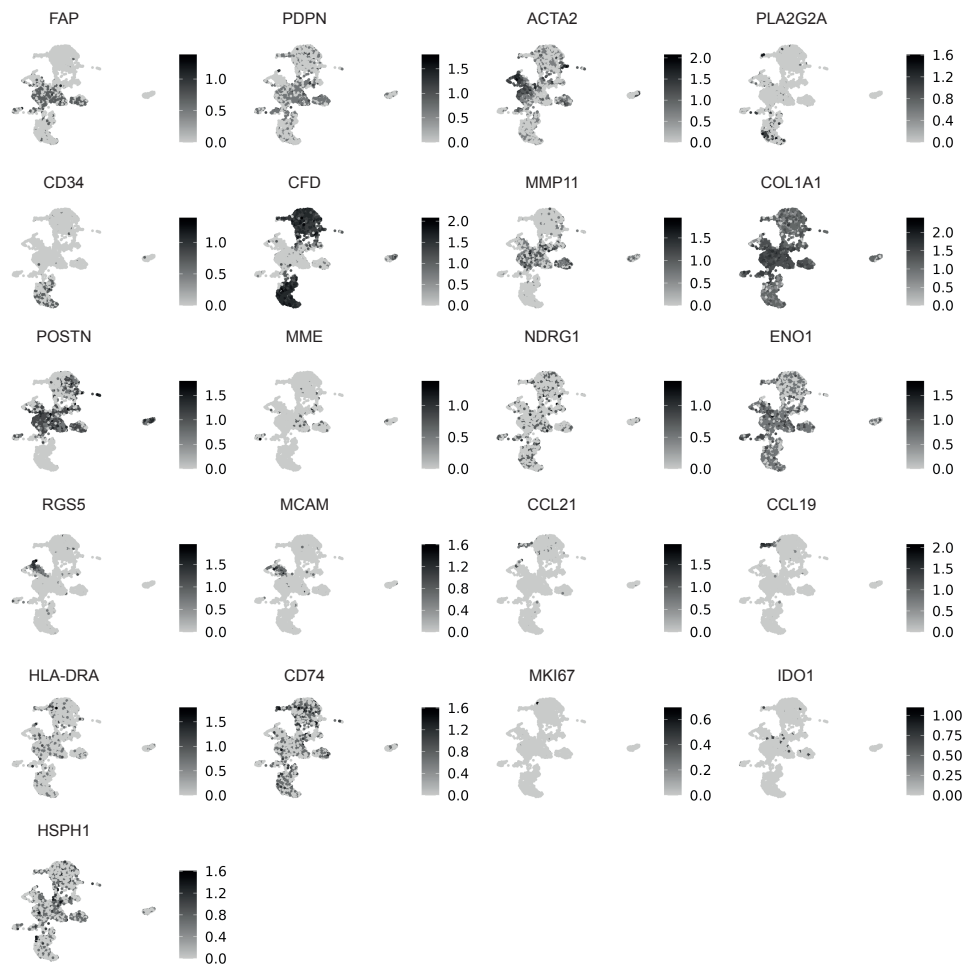 FAP PDPN ACTA2 PLA2G2A
1.0 0.5 0.0
1.5 1.0 0.5 0.0
2.0 1.5 1.0 0.5 0.0
1.6 1.2 0.8 0.4 0.0
CD34 CFD MMP11 COL1A1
1.0 0.5 0.0
2.0 1.5 1.0 0.5 0.0
1.5 1.0 0.5 0.0
2.0 1.5 1.0 0.5 0.0
POSTN MME NDRG1 ENO1
1.5 1.0 0.5 0.0
1.0 0.5 0.0
1.0 0.5 0.0
1.5 1.0 0.5 0.0
RGS5 MCAM CCL21 CCL19
1.5 1.0 0.5 0.0
1.6 1.2 0.8 0.4 0.0
1.5 1.0 0.5 0.0
2.0 1.5 1.0 0.5 0.0
HLA-DRA CD74 MKI67 IDO1
1.5 1.0 0.5 0.0
1.6 1.2 0.8 0.4 0.0
0.6 0.4 0.2 0.0
1.00 0.75 0.50 0.25 0.00
HSPH1
1.6 1.2 0.8 0.4 0.0